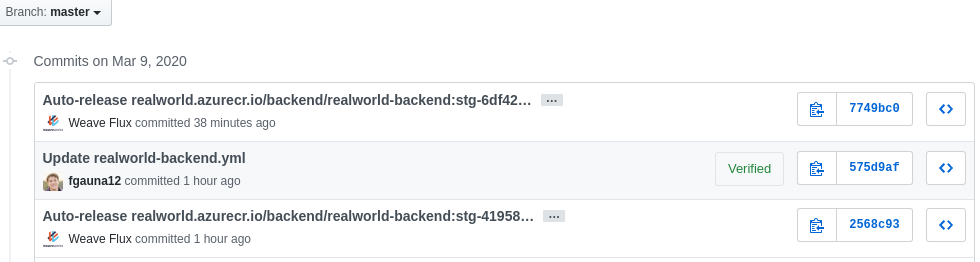 Branch: master
Commits on Mar 9, 2020
Auto-release realworld.azurecr.io/backend/realworld-backend:stg-6df42… ...
7749bc0
Weave Flux committed 38 minutes ago
Update realworld-backend.yml
Verified
575d9af
fgauna12 committed 1 hour ago
Auto-release realworld.azurecr.io/backend/realworld-backend:stg-41958… ...
2568c93
Weave Flux committed 1 hour ago